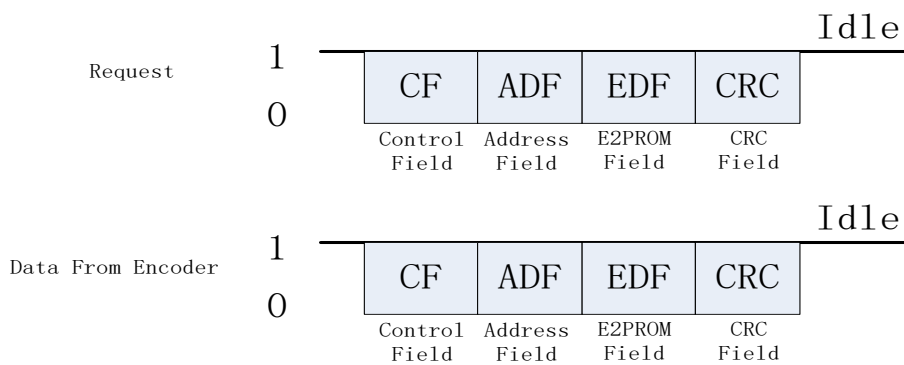 Idle
Request
1
0
CF ADF EDF CRC
Control Address E2PROM CRC
Field Field Field Field
Idle
Data From Encoder
1
0
CF ADF EDF CRC
Control Address E2PROM CRC
Field Field Field Field